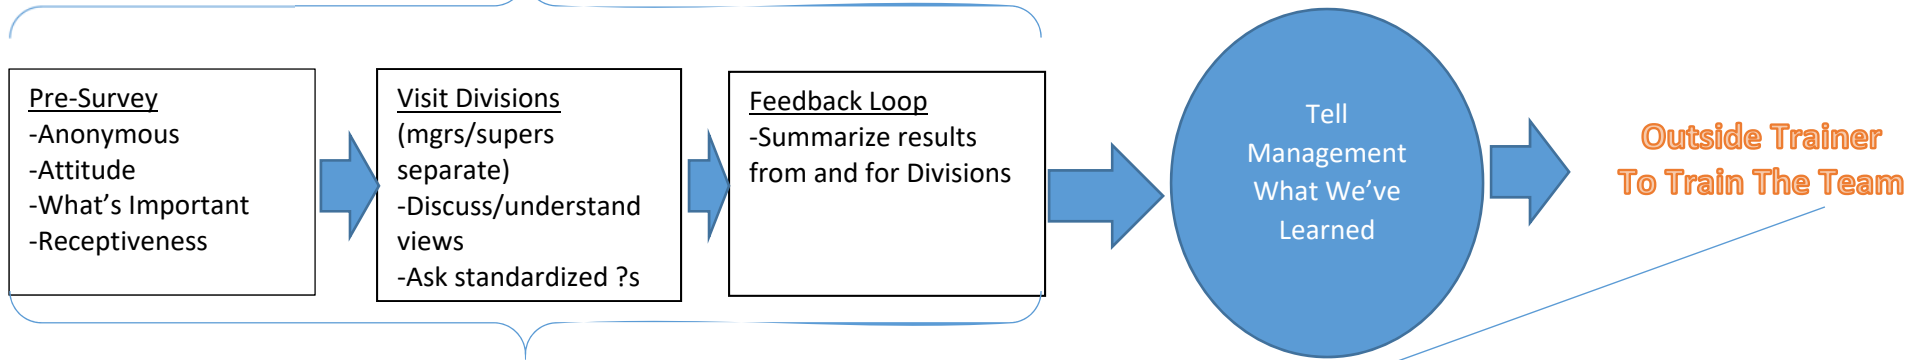 Pre-Survey
-Anonymous
-Attitude
-What's Important
-Receptiveness
Visit Divisions
(mgrs/supers
separate)
-Discuss/understand
views
-Ask standardized ?s
Feedback Loop
-Summarize results
from and for Divisions
Tell
Management
What We've
Learned
Outside Trainer
To Train The Team